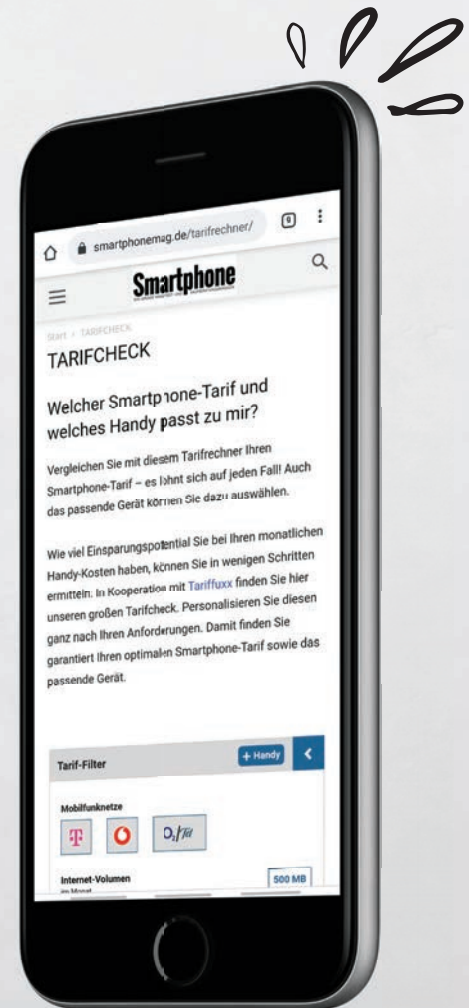 smartphonemag.de/tarifrechner/
Smartphone
Start / TARIFCHECK
TARIFCHECK
Welcher Smartphone-Tarif und
welches Handy passt zu mir?
Vergleichen Sie mit diesem Tarifrechner Ihren
Smartphone-Tarif – es lohnt sich auf jeden Fall! Auch
das passende Gerät können Sie dazu auswählen.
Wie viel Einsparungspotential Sie bei Ihren monatlichen
Handy-Kosten haben, können Sie in wenigen Schritten
ermitteln. In Kooperation mit Tariffuxx finden Sie hier
unseren großen Tarifcheck. Personalisieren Sie diesen
ganz nach Ihren Anforderungen. Damit finden Sie
garantiert Ihren optimalen Smartphone-Tarif sowie das
passende Gerät.
Tarif-Filter + Handy
Mobilfunknetze
T O₂/Tel
Internet-Volumen 500 MB
im Monat